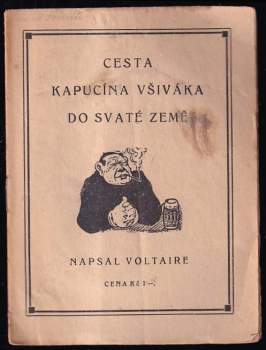 CESTA
KAPUCÍNA VŠIVÁKA
DO SVATÉ ZEMĚ
NAPSAL VOLTAIRE
CENA Kč 1·—.